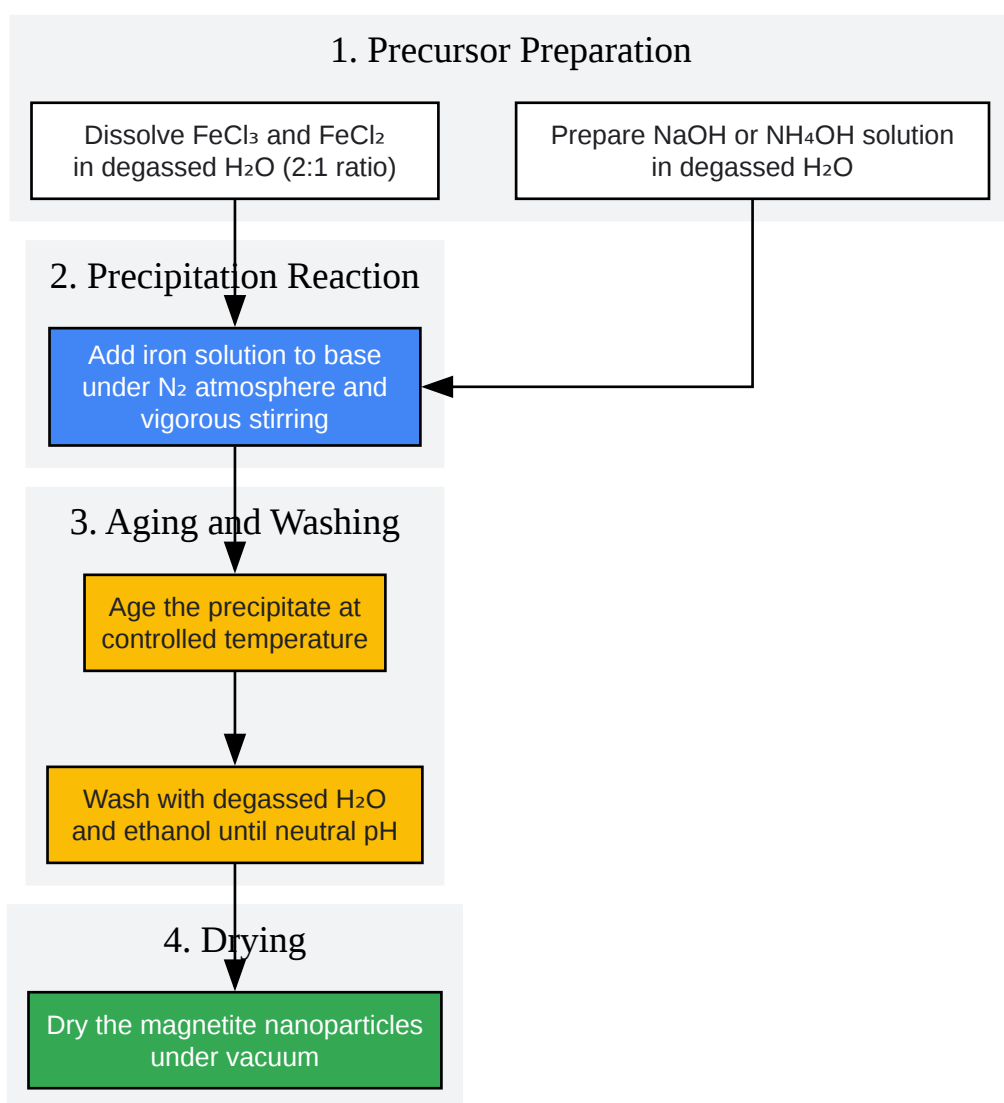 1. Precursor Preparation
Dissolve FeCl₃ and FeCl₂
in degassed H₂O (2:1 ratio)
Prepare NaOH or NH₄OH solution
in degassed H₂O
2. Precipitation Reaction
Add iron solution to base
under N₂ atmosphere and
vigorous stirring
3. Aging and Washing
Age the precipitate at
controlled temperature
Wash with degassed H₂O
and ethanol until neutral pH
4. Drying
Dry the magnetite nanoparticles
under vacuum